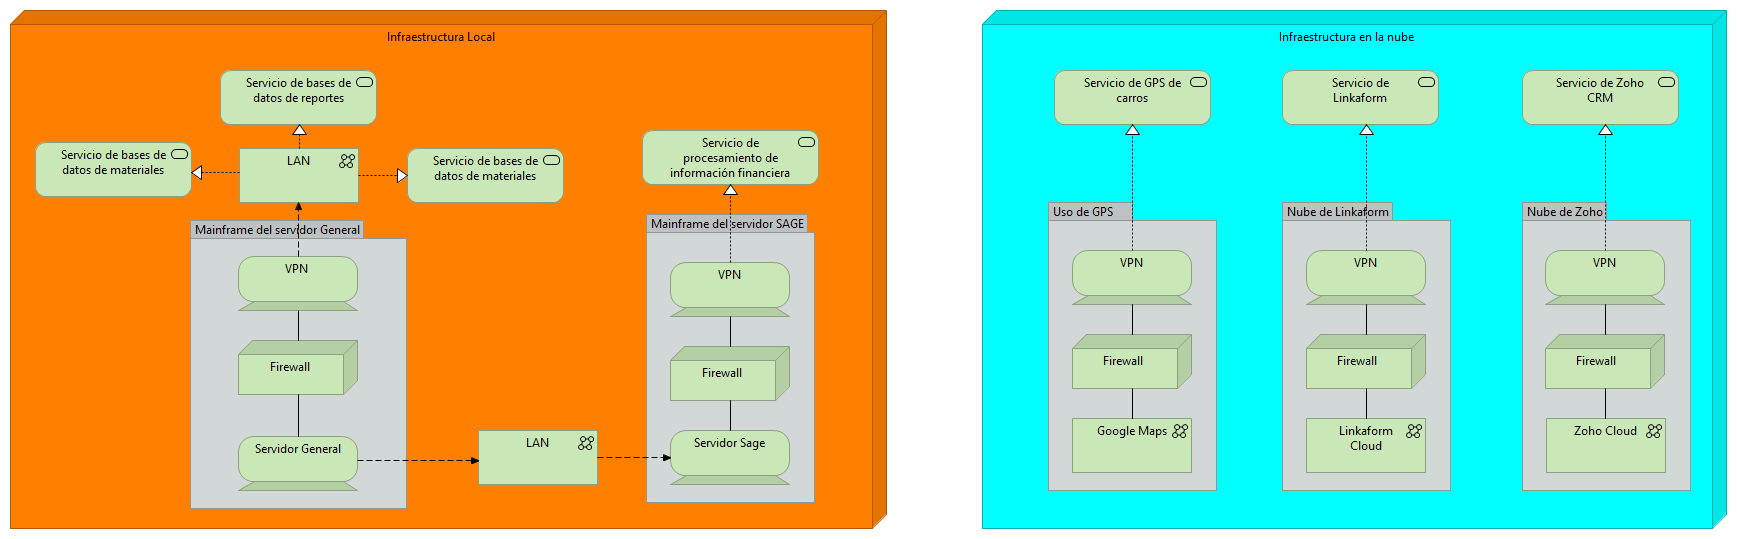 Infraestructura Local
Servicio de bases de
datos de reportes
Servicio de bases de
datos de materiales
LAN
Servicio de bases de
datos de materiales
Servicio de
procesamiento de
información financiera
Mainframe del servidor General
VPN
Firewall
Servidor General
LAN
Mainframe del servidor SAGE
VPN
Firewall
Servidor Sage
Infraestructura en la nube
Servicio de GPS de
carros
Servicio de
Linkaform
Servicio de Zoho
CRM
Uso de GPS
VPN
Firewall
Google Maps
Nube de Linkaform
VPN
Firewall
Linkaform
Cloud
Nube de Zoho
VPN
Firewall
Zoho Cloud